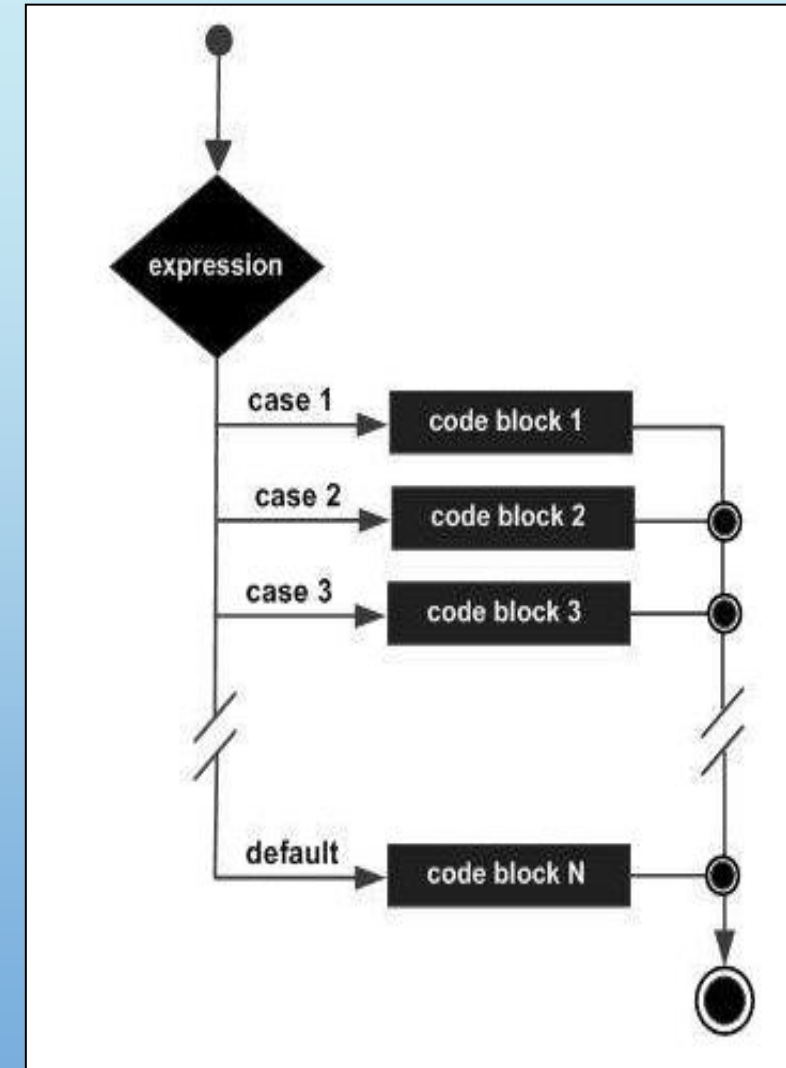 expression
case 1
code block 1
case 2
code block 2
case 3
code block 3
default
code block N